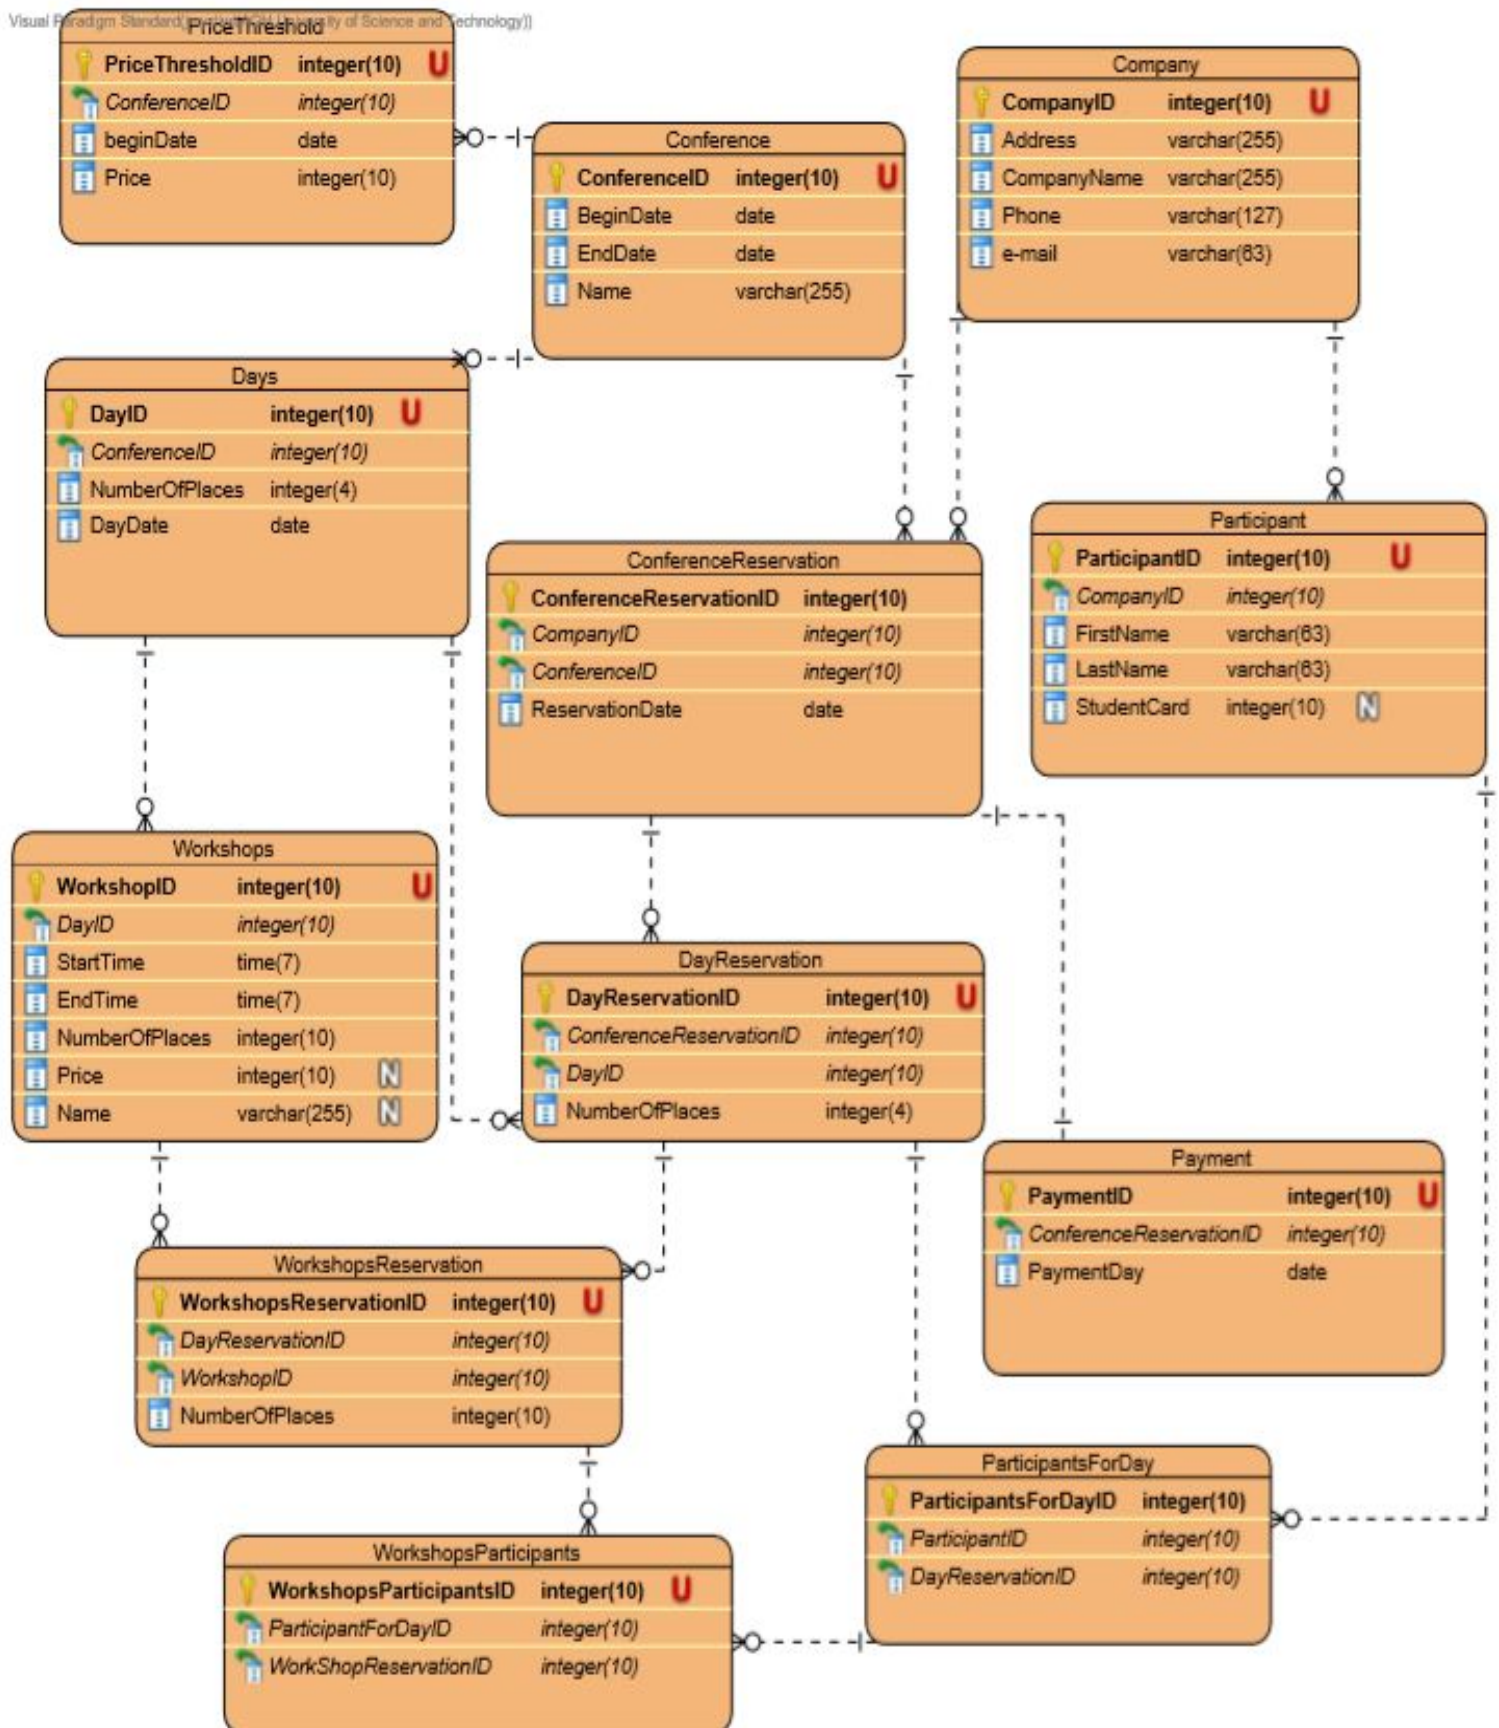 Visual Paradigm Standard( University of Science and Technology))
PriceThreshold
PriceThresholdID integer(10) U
ConferenceID integer(10)
beginDate date
Price integer(10)
Conference
ConferenceID integer(10) U
BeginDate date
EndDate date
Name varchar(255)
Company
CompanyID integer(10) U
Address varchar(255)
CompanyName varchar(255)
Phone varchar(127)
e-mail varchar(63)
Days
DayID integer(10) U
ConferenceID integer(10)
NumberOfPlaces integer(4)
DayDate date
ConferenceReservation
ConferenceReservationID integer(10)
CompanyID integer(10)
ConferenceID integer(10)
ReservationDate date
Participant
ParticipantID integer(10) U
CompanyID integer(10)
FirstName varchar(63)
LastName varchar(63)
StudentCard integer(10) N
Workshops
WorkshopID integer(10) U
DayID integer(10)
StartTime time(7)
EndTime time(7)
NumberOfPlaces integer(10)
Price integer(10) N
Name varchar(255) N
DayReservation
DayReservationID integer(10) U
ConferenceReservationID integer(10)
DayID integer(10)
NumberOfPlaces integer(4)
Payment
PaymentID integer(10) U
ConferenceReservationID integer(10)
PaymentDay date
WorkshopsReservation
WorkshopsReservationID integer(10) U
DayReservationID integer(10)
WorkshopID integer(10)
NumberOfPlaces integer(10)
ParticipantsForDay
ParticipantsForDayID integer(10)
ParticipantID integer(10)
DayReservationID integer(10)
WorkshopsParticipants
WorkshopsParticipantsID integer(10) U
ParticipantForDayID integer(10)
WorkShopReservationID integer(10)